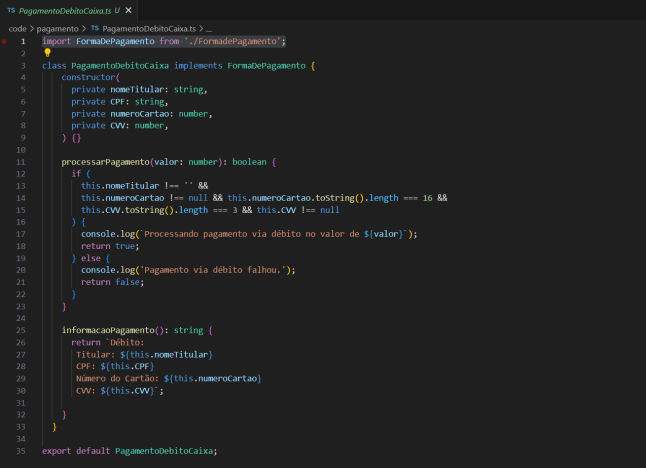 TS PagamentoDebitoCaixa.ts U ✕
code > pagamento > TS PagamentoDebitoCaixa.ts > ...
1 import FormaDePagamento from './FormadePagamento';
2
3 class PagamentoDebitoCaixa implements FormaDePagamento {
4 constructor(
5 private nomeTitular: string,
6 private CPF: string,
7 private numeroCartao: number,
8 private CVV: number,
9 ) {}
10
11 processarPagamento(valor: number): boolean {
12 if (
13 this.nomeTitular !== '' &&
14 this.numeroCartao !== null && this.numeroCartao.toString().length === 16 &&
15 this.CVV.toString().length === 3 && this.CVV !== null
16 ) {
17 console.log(`Processando pagamento via débito no valor de ${valor}`);
18 return true;
19 } else {
20 console.log('Pagamento via débito falhou.');
21 return false;
22 }
23 }
24
25 informacaoPagamento(): string {
26 return `Débito:
27 Titular: ${this.nomeTitular}
28 CPF: ${this.CPF}
29 Número do Cartão: ${this.numeroCartao}
30 CVV: ${this.CVV}`;
31
32 }
33 }
34
35 export default PagamentoDebitoCaixa;